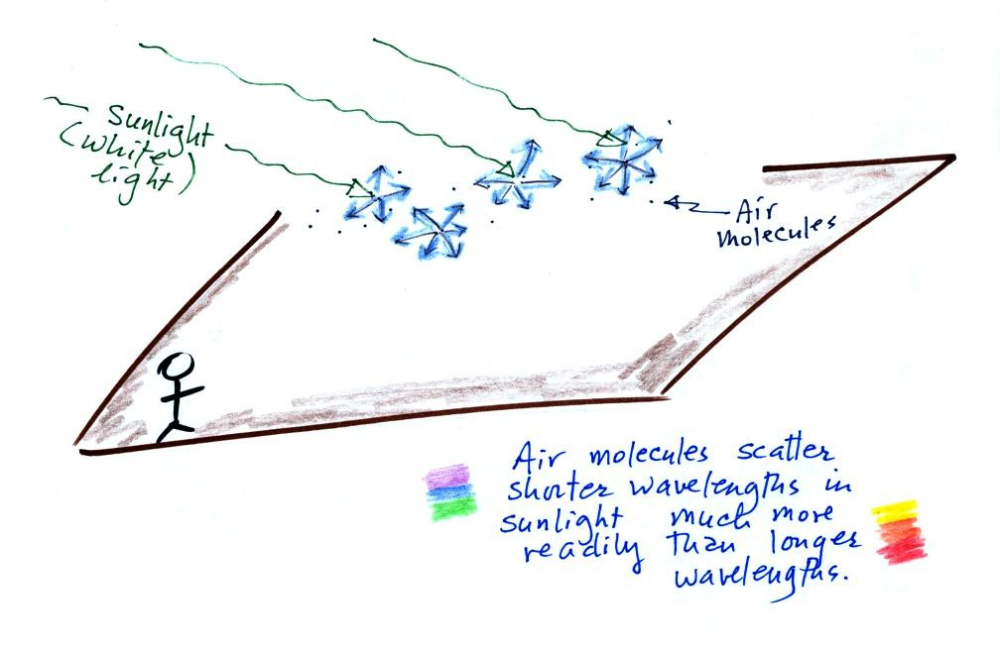 Sunlight
(white
light)
Air
molecules
Air molecules scatter
shorter wavelengths in
sunlight much more
readily than longer
wavelengths.